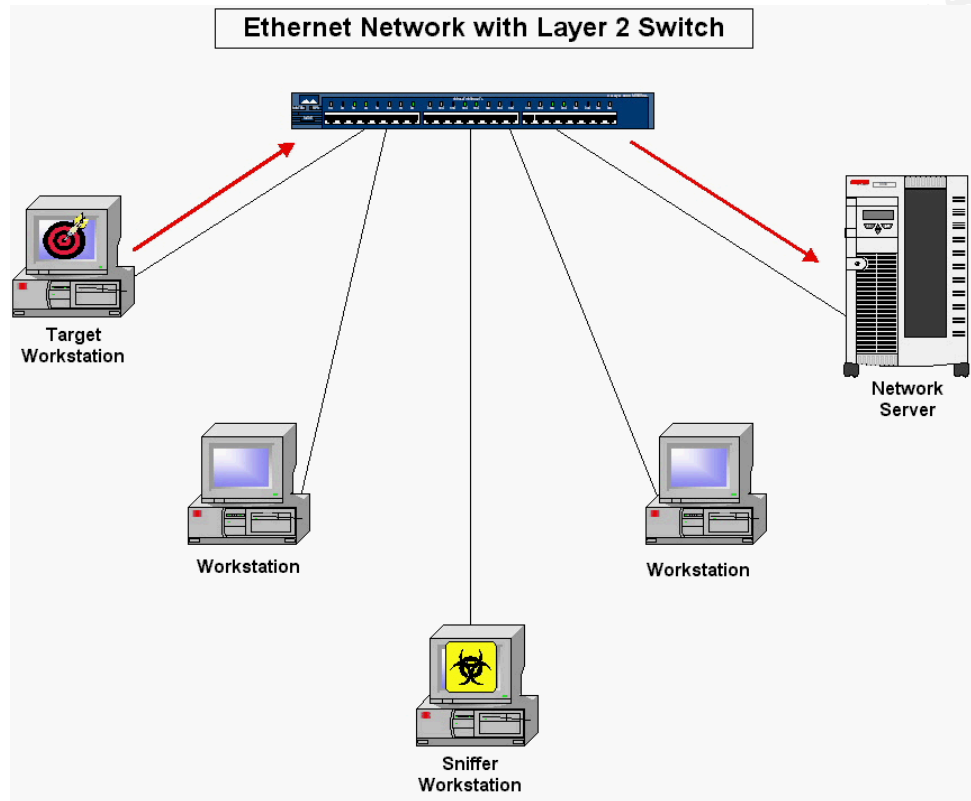 Ethernet Network with Layer 2 Switch
Target
Workstation
Network
Server
Workstation
Workstation
Sniffer
Workstation